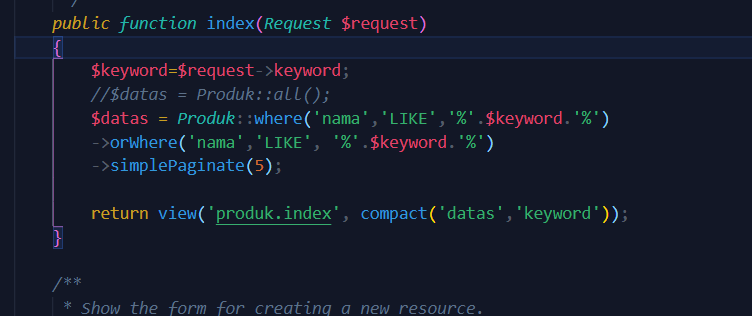 public function index(Request $request)
{
$keyword=$request->keyword;
//$datas = Produk::all();
$datas = Produk::where('nama','LIKE','%'.$keyword.'%')
->orWhere('nama','LIKE', '%'.$keyword.'%')
->simplePaginate(5);
return view('produk.index', compact('datas','keyword'));
}
/**
* Show the form for creating a new resource.